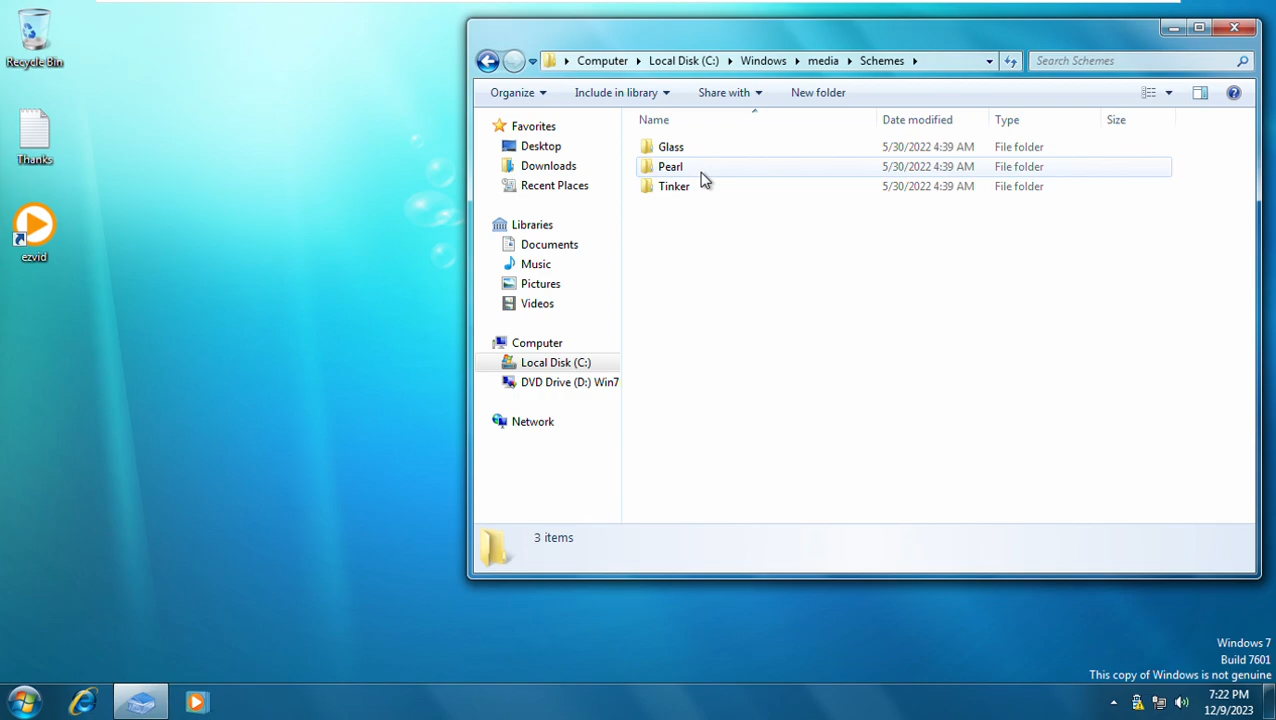 Recycle Bin
Thanks
ezvid
Computer Local Disk (C:) Windows media Schemes
Search Schemes
Organize Include in library Share with New folder
Name Date modified Type Size
Favorites
Desktop
Downloads
Recent Places
Libraries
Documents
Music
Pictures
Videos
Computer
Local Disk (C:)
DVD Drive (D:) Win7
Network
Glass 5/30/2022 4:39 AM File folder
Pearl 5/30/2022 4:39 AM File folder
Tinker 5/30/2022 4:39 AM File folder
3 items
Windows 7
Build 7601
This copy of Windows is not genuine
7:22 PM
12/9/2023